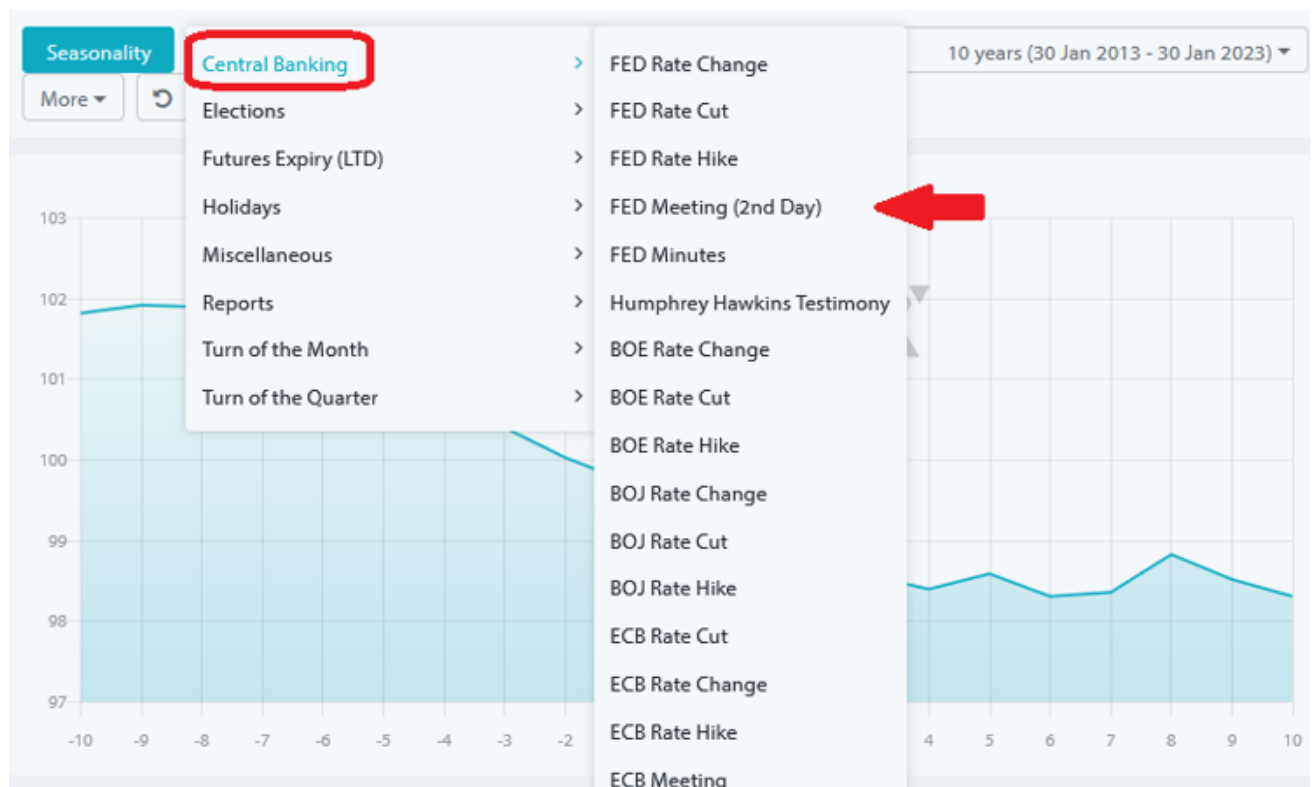 Seasonality
More
10 years (30 Jan 2013 - 30 Jan 2023)
Central Banking
Elections
Futures Expiry (LTD)
Holidays
Miscellaneous
Reports
Turn of the Month
Turn of the Quarter
FED Rate Change
FED Rate Cut
FED Rate Hike
FED Meeting (2nd Day)
FED Minutes
Humphrey Hawkins Testimony
BOE Rate Change
BOE Rate Cut
BOE Rate Hike
BOJ Rate Change
BOJ Rate Cut
BOJ Rate Hike
ECB Rate Cut
ECB Rate Change
ECB Rate Hike
ECB Meeting
103
102
101
100
99
98
97
-10 -9 -8 -7 -6 -5 -4 -3 -2 4 5 6 7 8 9 10